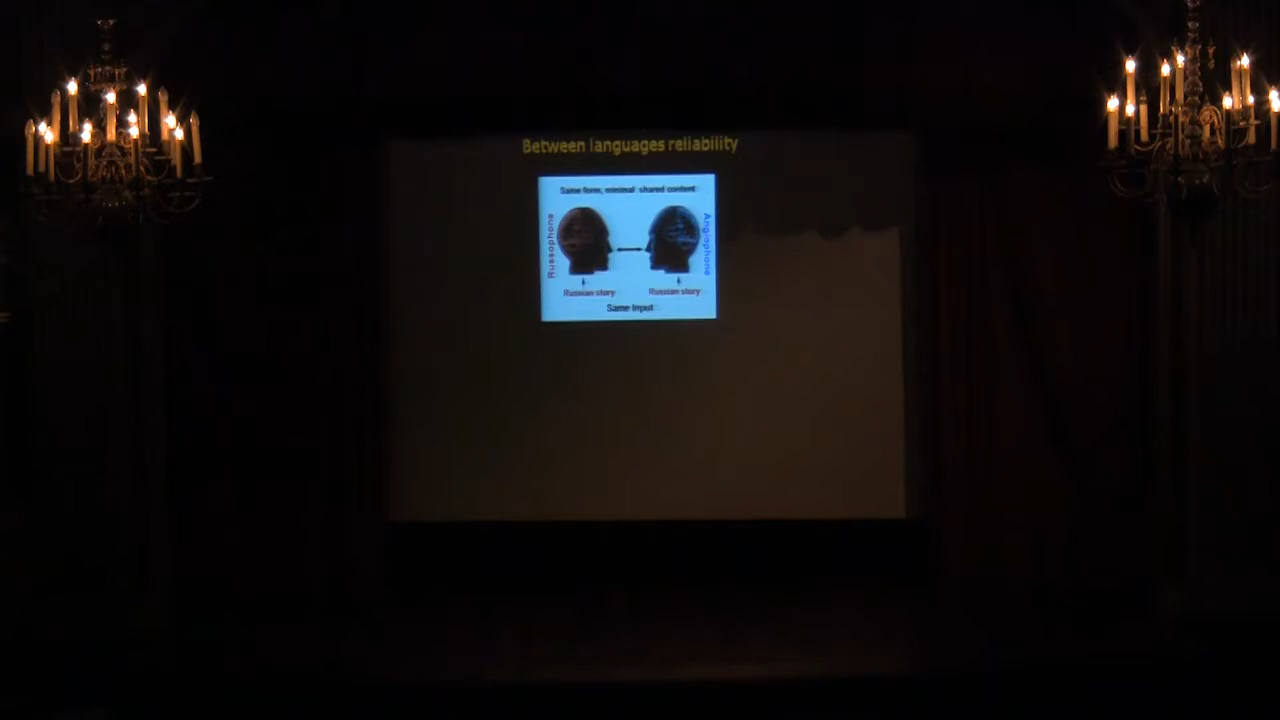 Between languages reliability
Same form, minimal shared content
Russophone
Anglophone
Russian story
Russian story
Same Input